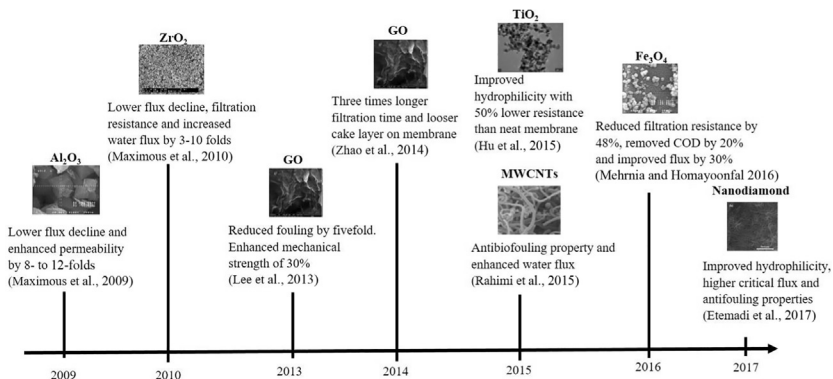 Al₂O₃
Lower flux decline and
enhanced permeability
by 8- to 12-folds
(Maximous et al., 2009)
ZrO₂
Lower flux decline, filtration
resistance and increased
water flux by 3-10 folds
(Maximous et al., 2010)
GO
Reduced fouling by fivefold.
Enhanced mechanical
strength of 30%
(Lee et al., 2013)
GO
Three times longer
filtration time and looser
cake layer on membrane
(Zhao et al., 2014)
TiO₂
Improved
hydrophilicity with
50% lower resistance
than neat membrane
(Hu et al., 2015)
MWCNTs
Antibiofouling property and
enhanced water flux
(Rahimi et al., 2015)
Fe₃O₄
Reduced filtration resistance by
48%, removed COD by 20%
and improved flux by 30%
(Mehrnia and Homayoonfal 2016)
Nanodiamond
Improved hydrophilicity,
higher critical flux and
antifouling properties
(Etemadi et al., 2017)
2009 2010 2013 2014 2015 2016 2017